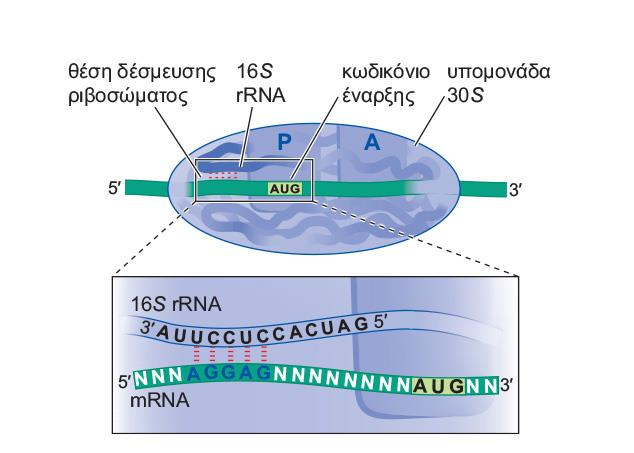 θέση δέσμευσης
ριβοσώματος
16S
rRNA
κωδικόνιο
έναρξης
υπομονάδα
30S
P
A
5′
AUG
3′
16S rRNA
3′AUUCCUCCACUAG5′
5′NNNAGGAGNNNNNNNNAUGNN3′
mRNA